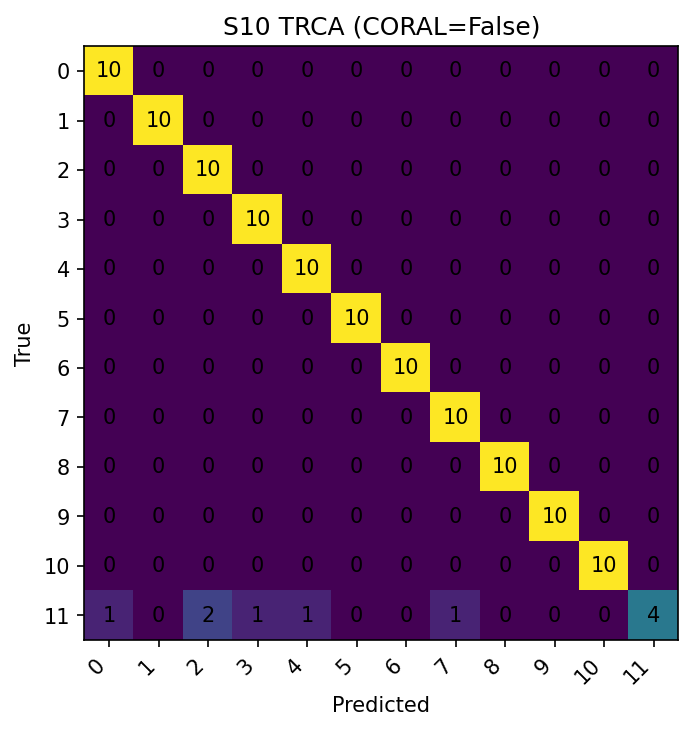 S10 TRCA (CORAL=False)
True
0 10 0 0 0 0 0 0 0 0 0 0 0
1 0 10 0 0 0 0 0 0 0 0 0 0
2 0 0 10 0 0 0 0 0 0 0 0 0
3 0 0 0 10 0 0 0 0 0 0 0 0
4 0 0 0 0 10 0 0 0 0 0 0 0
5 0 0 0 0 0 10 0 0 0 0 0 0
6 0 0 0 0 0 0 10 0 0 0 0 0
7 0 0 0 0 0 0 0 10 0 0 0 0
8 0 0 0 0 0 0 0 0 10 0 0 0
9 0 0 0 0 0 0 0 0 0 10 0 0
10 0 0 0 0 0 0 0 0 0 0 10 0
11 1 0 2 1 1 0 0 1 0 0 0 4
0 1 2 3 4 5 6 7 8 9 10 11
Predicted